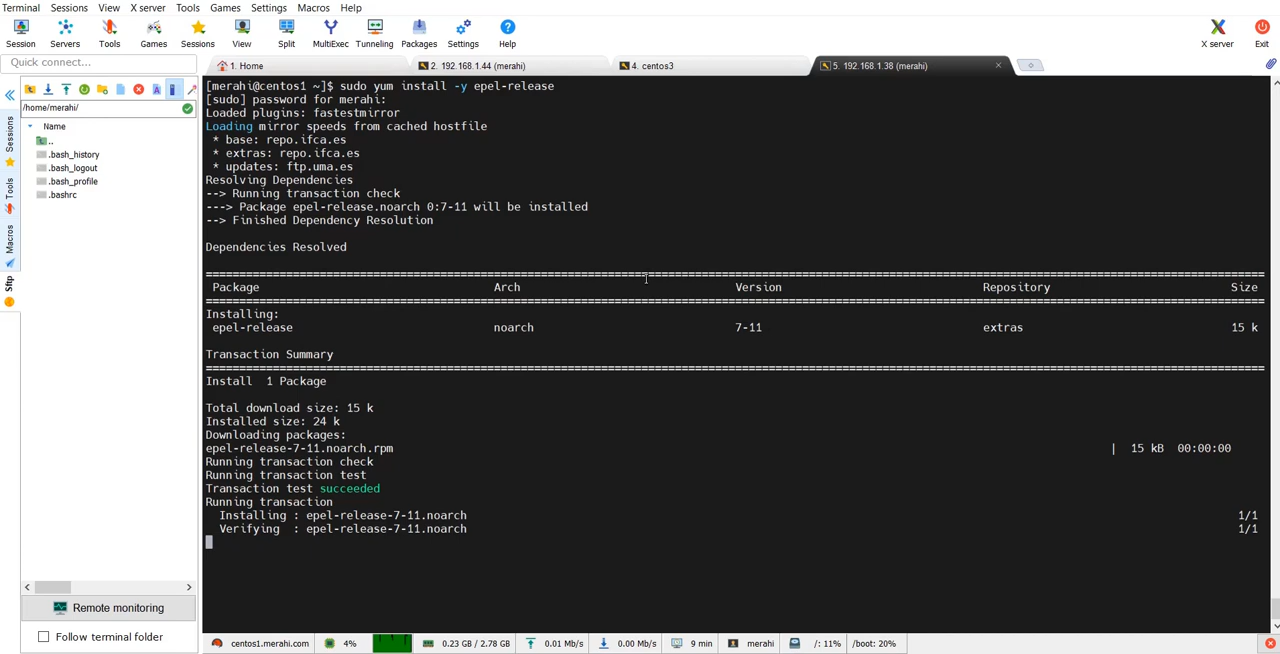 Terminal Sessions View X server Tools Games Settings Macros Help
Session Servers Tools Games Sessions View Split MultiExec Tunneling Packages Settings Help X server Exit
Quick connect...
1. Home 2. 192.168.1.44 (merahi) 4. centos3 5. 192.168.1.38 (merahi)
/home/merahi/
Name
..
.bash_history
.bash_logout
.bash_profile
.bashrc
Sessions
Tools
Macros
Sftp
[merahi@centos1 ~]$ sudo yum install -y epel-release
[sudo] password for merahi:
Loaded plugins: fastestmirror
Loading mirror speeds from cached hostfile
* base: repo.ifca.es
* extras: repo.ifca.es
* updates: ftp.uma.es
Resolving Dependencies
--> Running transaction check
---> Package epel-release.noarch 0:7-11 will be installed
--> Finished Dependency Resolution
Dependencies Resolved
Package Arch Version Repository Size
Installing:
epel-release noarch 7-11 extras 15 k
Transaction Summary
Install 1 Package
Total download size: 15 k
Installed size: 24 k
Downloading packages:
epel-release-7-11.noarch.rpm | 15 kB 00:00:00
Running transaction check
Running transaction test
Transaction test succeeded
Running transaction
Installing : epel-release-7-11.noarch 1/1
Verifying : epel-release-7-11.noarch 1/1
Remote monitoring
Follow terminal folder
centos1.merahi.com 4% 0.23 GB / 2.78 GB 0.01 Mb/s 0.00 Mb/s 9 min merahi /: 11% /boot: 20%